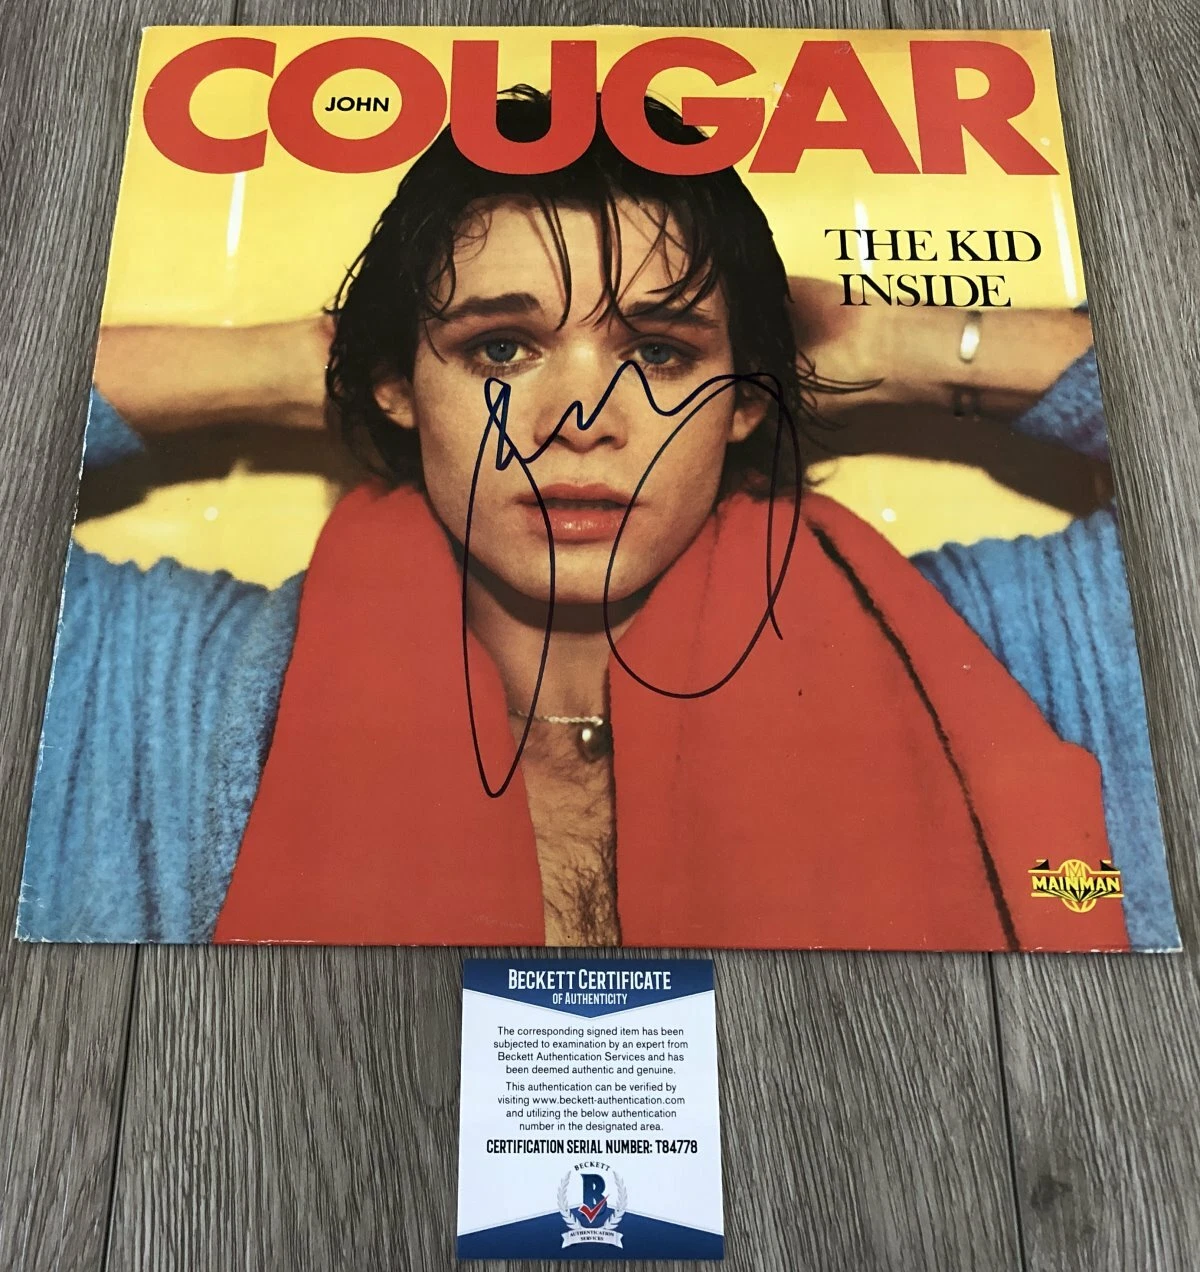 COUGAR
JOHN
THE KID
INSIDE
MAINMAN
BECKETT CERTIFICATE
OF AUTHENTICITY
The corresponding signed item has been
subjected to examination by an expert from
Beckett Authentication Services and has
been deemed authentic and genuine.
This authentication can be verified by
visiting www.beckett-authentication.com
and utilizing the below authentication
number in the designated area.
CERTIFICATION SERIAL NUMBER: T84778
BECKETT
B
AUTHENTICATION
SERVICES